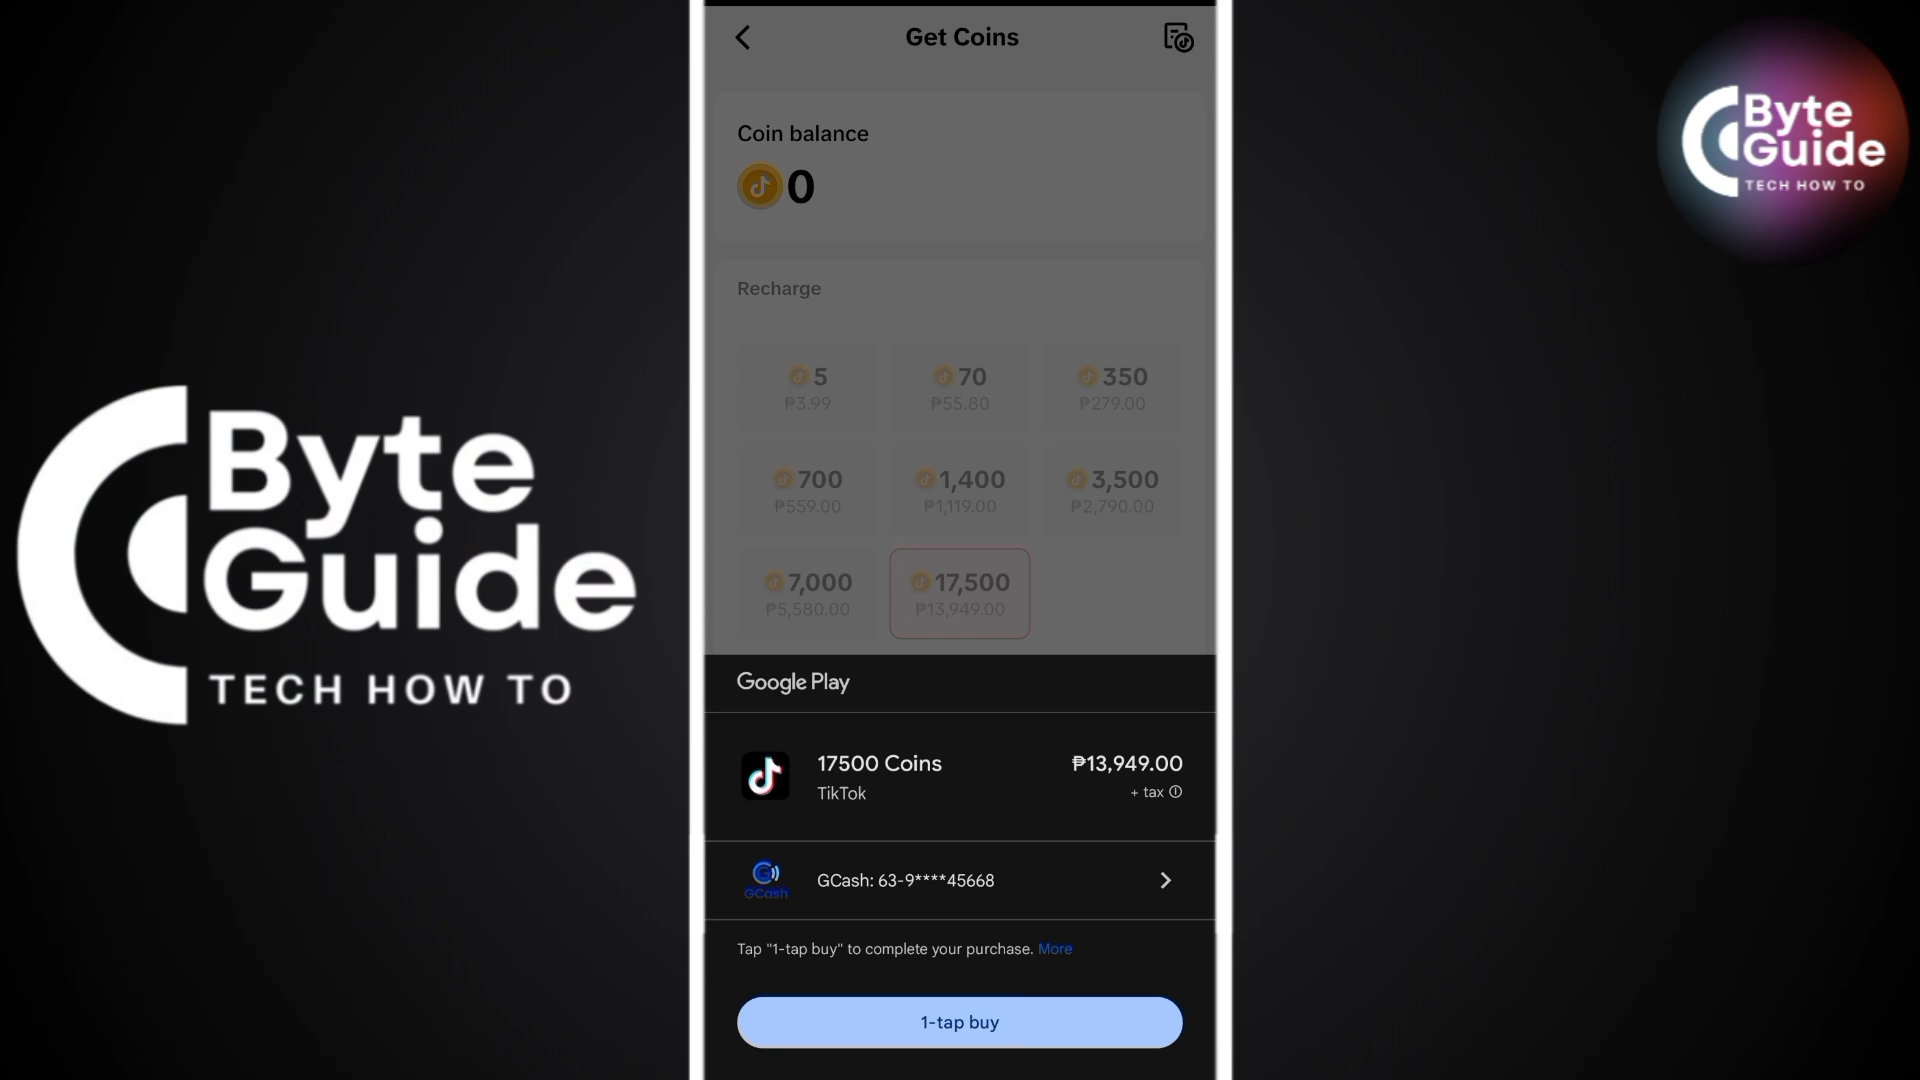 Get Coins
Coin balance
0
Recharge
5
₱3.99
70
₱55.80
350
₱279.00
700
₱559.00
1,400
₱1,119.00
3,500
₱2,790.00
7,000
₱5,580.00
17,500
₱13,949.00
Google Play
17500 Coins
₱13,949.00
TikTok
+ tax
GCash
GCash: 63-9****45668
Tap "1-tap buy" to complete your purchase. More
1-tap buy
Byte
Guide
TECH HOW TO
Byte
Guide
TECH HOW TO